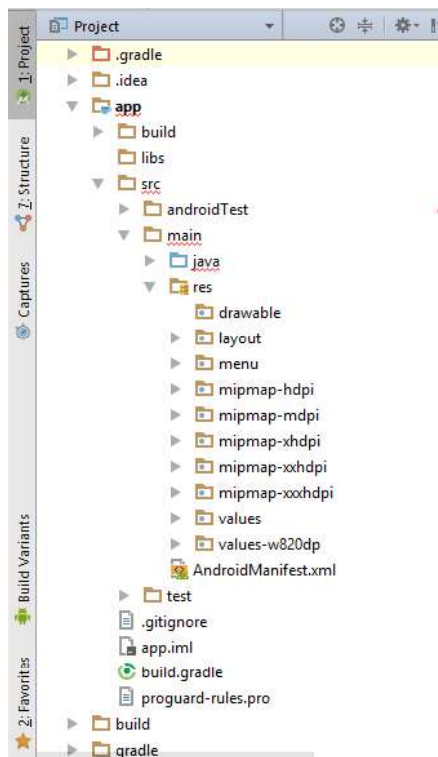 Project
.gradle
.idea
app
build
libs
src
androidTest
main
java
res
drawable
layout
menu
mipmap-hdpi
mipmap-mdpi
mipmap-xhdpi
mipmap-xxhdpi
mipmap-xxxhdpi
values
values-w820dp
AndroidManifest.xml
test
.gitignore
app.iml
build.gradle
proguard-rules.pro
build
gradle
1: Project
7: Structure
Captures
Build Variants
2: Favorites